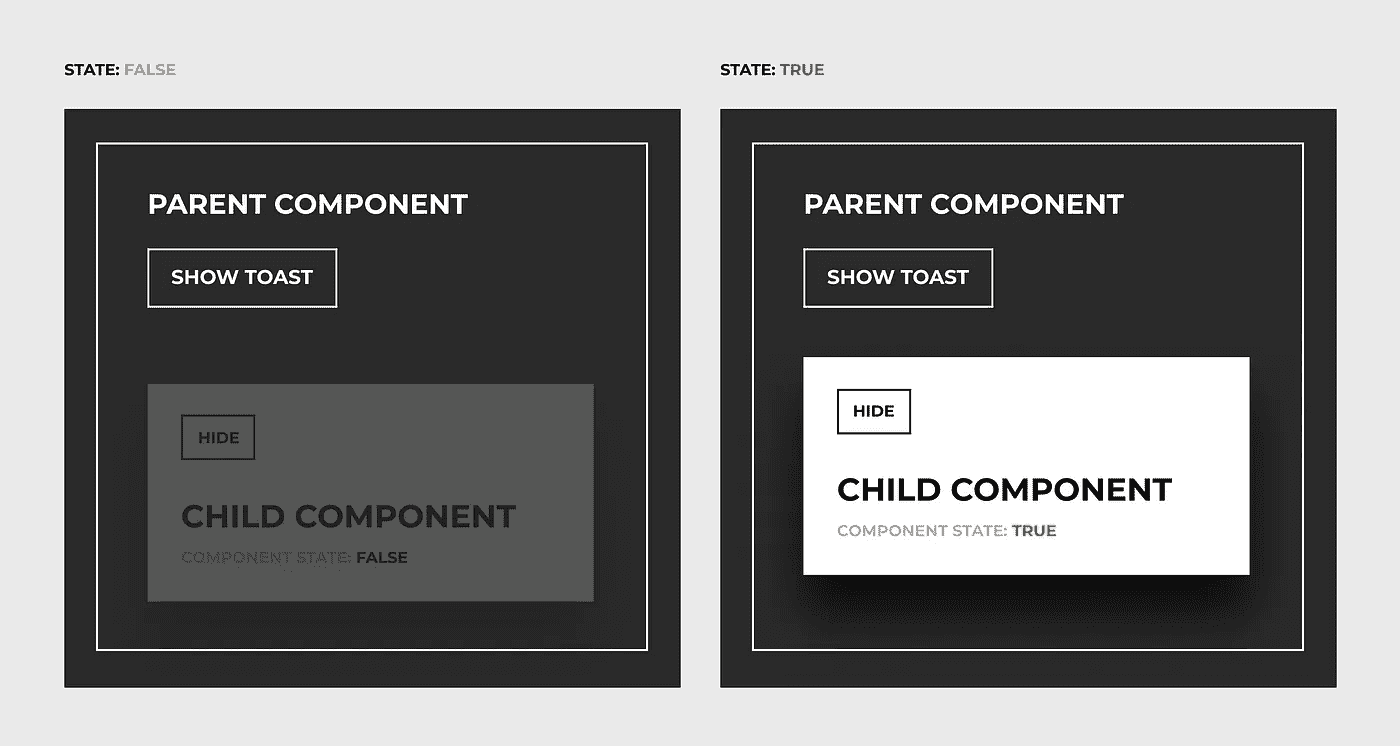 STATE: FALSE
PARENT COMPONENT
SHOW TOAST
HIDE
CHILD COMPONENT
COMPONENT STATE: FALSE
STATE: TRUE
PARENT COMPONENT
SHOW TOAST
HIDE
CHILD COMPONENT
COMPONENT STATE: TRUE